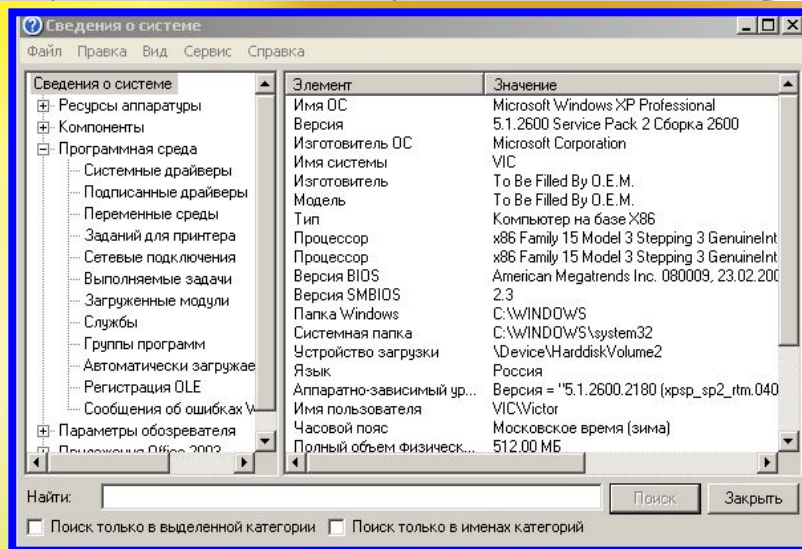 Сведения о системе
Файл Правка Вид Сервис Справка
Сведения о системе
Ресурсы аппаратуры
Компоненты
Программная среда
Системные драйверы
Подписанные драйверы
Переменные среды
Заданий для принтера
Сетевые подключения
Выполняемые задачи
Загруженные модули
Службы
Группы программ
Автоматически загружае
Регистрация OLE
Сообщения об ошибках W
Параметры обозревателя
Приложения Office 2003
Элемент Значение
Имя ОС Microsoft Windows XP Professional
Версия 5.1.2600 Service Pack 2 Сборка 2600
Изготовитель ОС Microsoft Corporation
Имя системы VIC
Изготовитель To Be Filled By O.E.M.
Модель To Be Filled By O.E.M.
Тип Компьютер на базе X86
Процессор x86 Family 15 Model 3 Stepping 3 GenuineInt
Процессор x86 Family 15 Model 3 Stepping 3 GenuineInt
Версия BIOS American Megatrends Inc. 080009, 23.02.200
Версия SMBIOS 2.3
Папка Windows C:\WINDOWS
Системная папка C:\WINDOWS\system32
Устройство загрузки \Device\HarddiskVolume2
Язык Россия
Аппаратно-зависимый ур... Версия = "5.1.2600.2180 (xpsp_sp2_rtm.040
Имя пользователя VIC\Victor
Часовой пояс Московское время (зима)
Полный объем физическ... 512,00 МБ
Найти: Поиск Закрыть
Поиск только в выделенной категории Поиск только в именах категорий